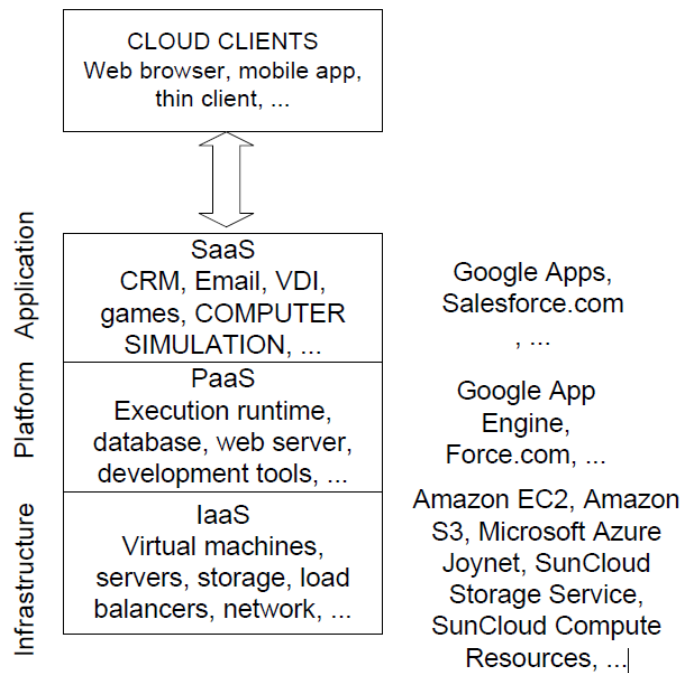 CLOUD CLIENTS
Web browser, mobile app,
thin client, ...
Application
SaaS
CRM, Email, VDI,
games, COMPUTER
SIMULATION, ...
Google Apps,
Salesforce.com
, ...
Platform
PaaS
Execution runtime,
database, web server,
development tools, ...
Google App
Engine,
Force.com, ...
Infrastructure
IaaS
Virtual machines,
servers, storage, load
balancers, network, ...
Amazon EC2, Amazon
S3, Microsoft Azure
Joynet, SunCloud
Storage Service,
SunCloud Compute
Resources, ...